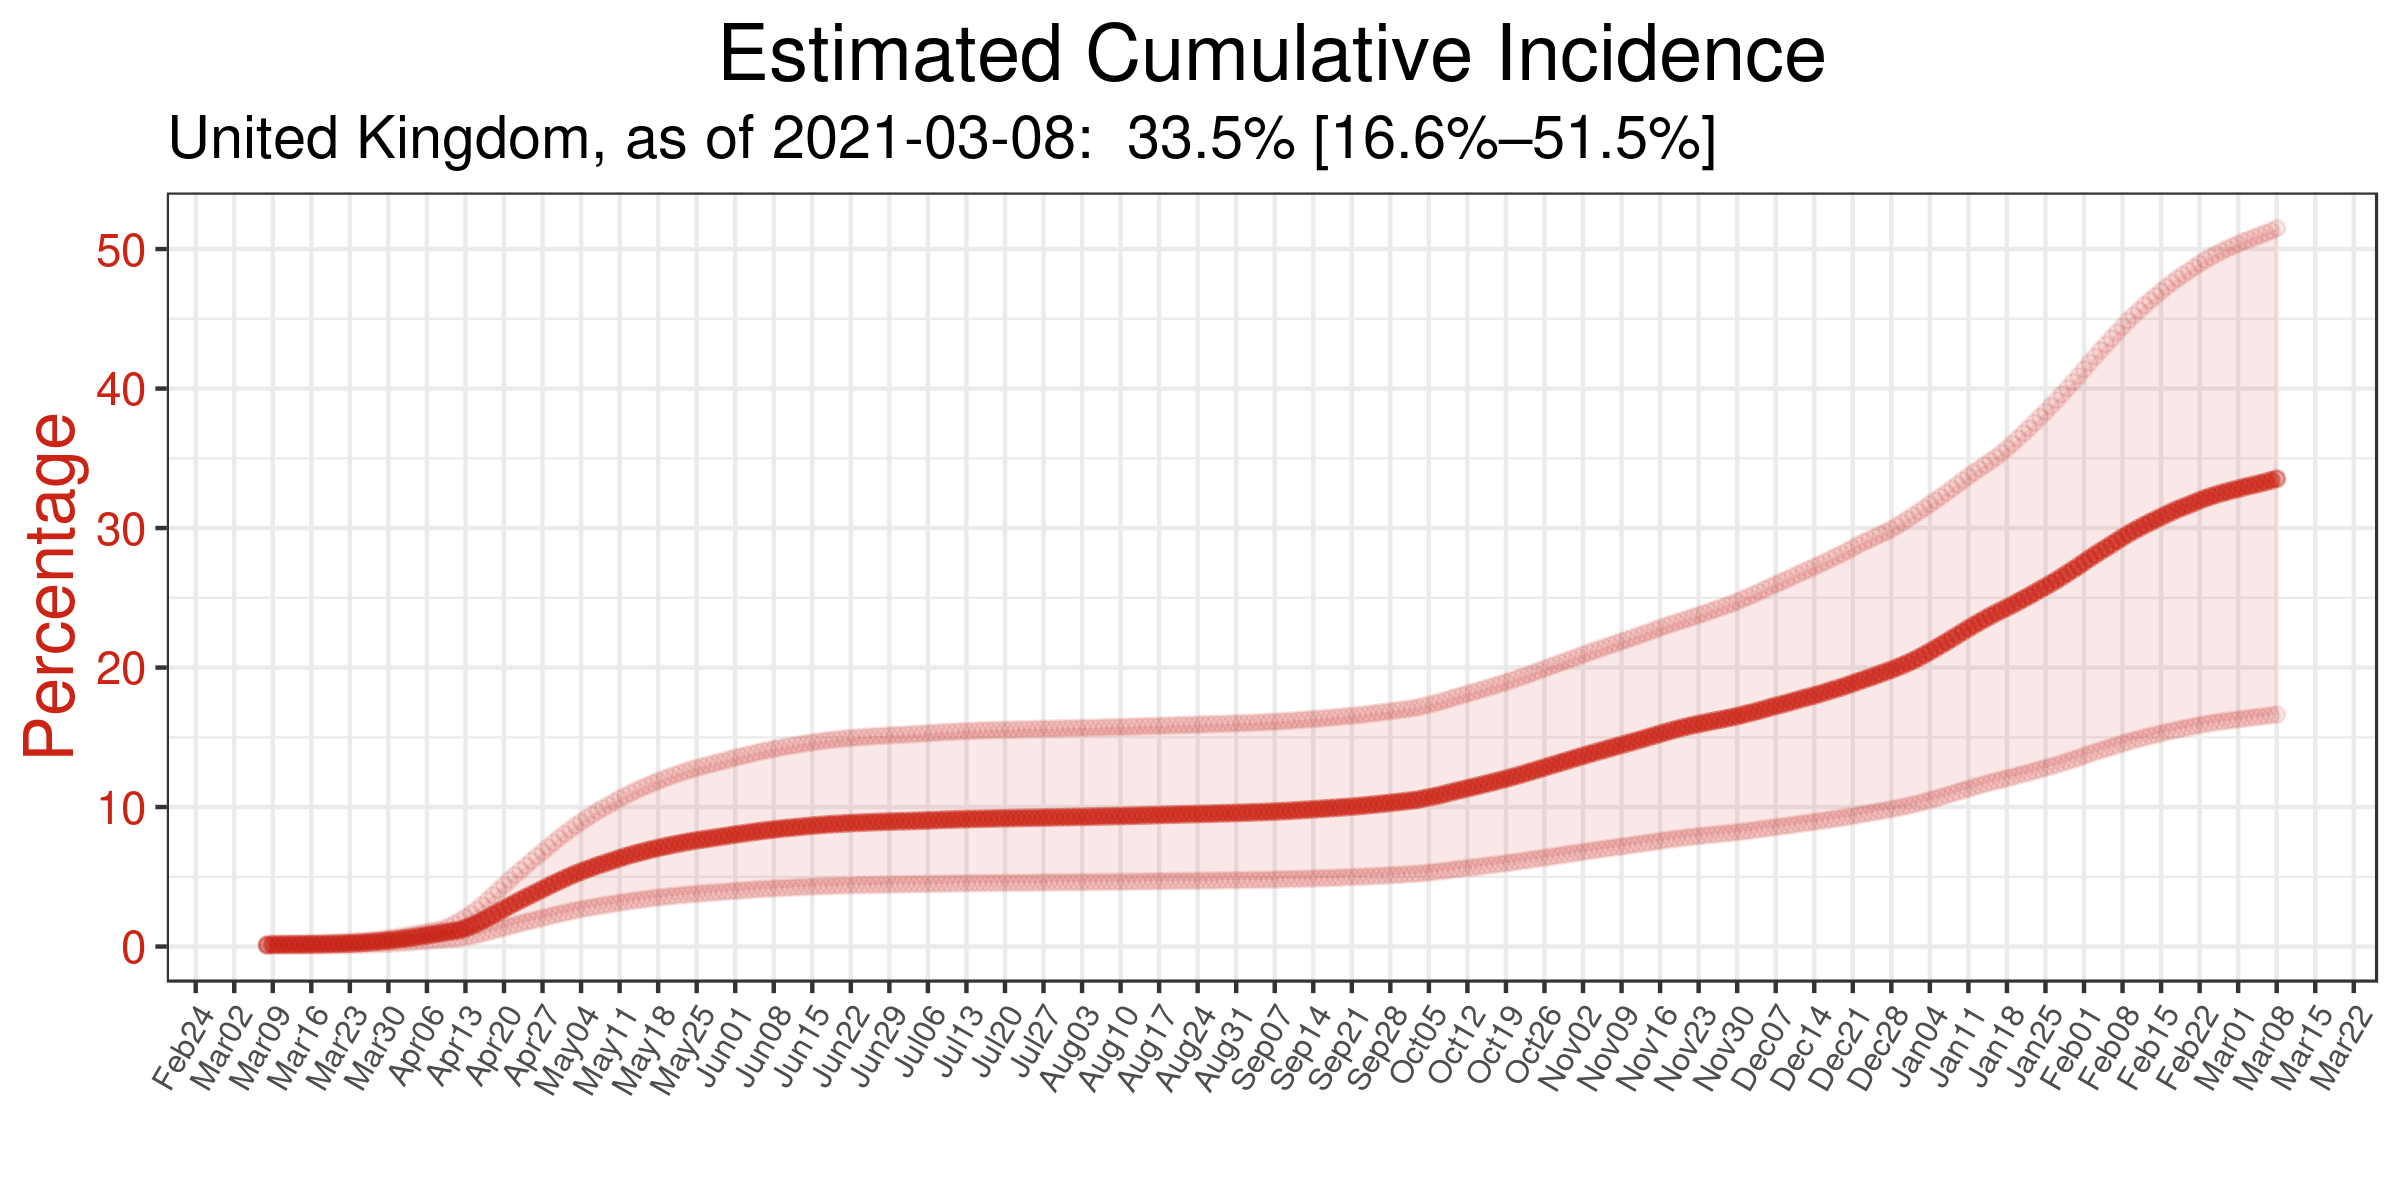 Estimated Cumulative Incidence
United Kingdom, as of 2021-03-08:  33.5% [16.6%–51.5%]
Percentage
50
40
30
20
10
0
Feb24
Mar02
Mar09
Mar16
Mar23
Mar30
Apr06
Apr13
Apr20
Apr27
May04
May11
May18
May25
Jun01
Jun08
Jun15
Jun22
Jun29
Jul06
Jul13
Jul20
Jul27
Aug03
Aug10
Aug17
Aug24
Aug31
Sep07
Sep14
Sep21
Sep28
Oct05
Oct12
Oct19
Oct26
Nov02
Nov09
Nov16
Nov23
Nov30
Dec07
Dec14
Dec21
Dec28
Jan04
Jan11
Jan18
Jan25
Feb01
Feb08
Feb15
Feb22
Mar01
Mar08
Mar15
Mar22